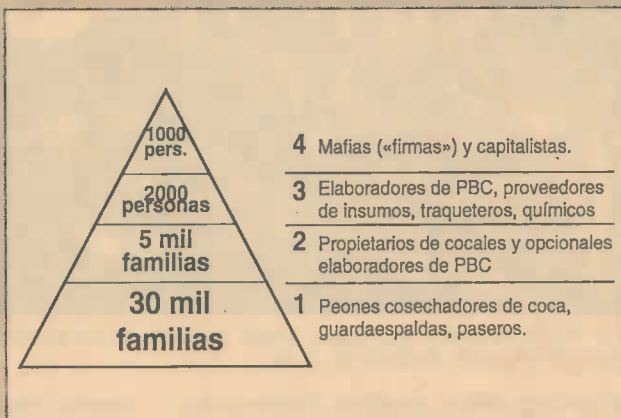 1000
pers.
4 Mafias («firmas») y capitalistas.
2000
personas
3 Elaboradores de PBC, proveedores
de insumos, traqueteros, químicos
5 mil
familias
2 Propietarios de cocales y opcionales
elaboradores de PBC
30 mil
familias
1 Peones cosechadores de coca,
guardaespaldas, paseros.